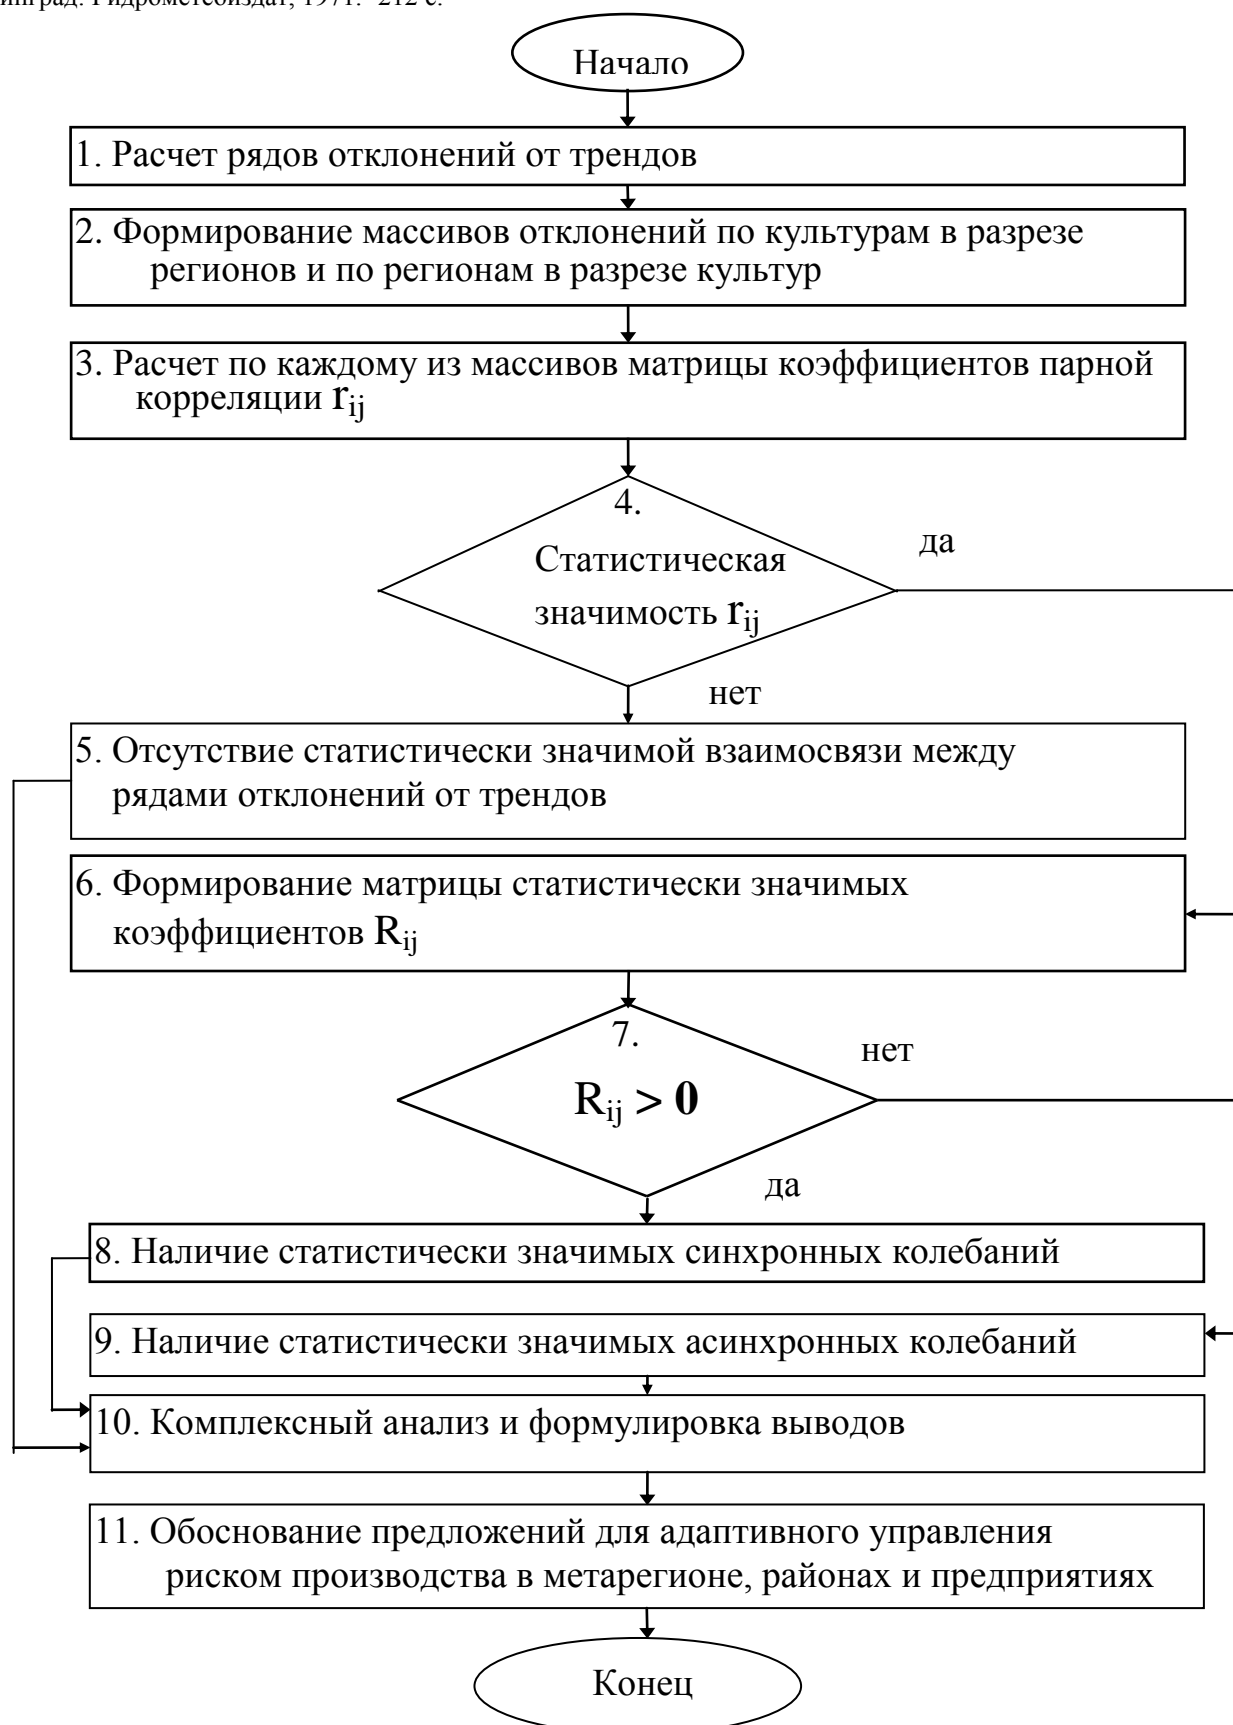 Гидрометеоиздат, 1971. 212 с.
Начало
1. Расчет рядов отклонений от трендов
2. Формирование массивов отклонений по культурам в разрезе
регионов и по регионам в разрезе культур
3. Расчет по каждому из массивов матрицы коэффициентов парной
корреляции rij
4.
да
Статистическая
значимость rij
нет
5. Отсутствие статистически значимой взаимосвязи между
рядами отклонений от трендов
6. Формирование матрицы статистически значимых
коэффициентов Rij
7.
нет
Rij > 0
да
8. Наличие статистически значимых синхронных колебаний
9. Наличие статистически значимых асинхронных колебаний
10. Комплексный анализ и формулировка выводов
11. Обоснование предложений для адаптивного управления
риском производства в метарегионе, районах и предприятиях
Конец